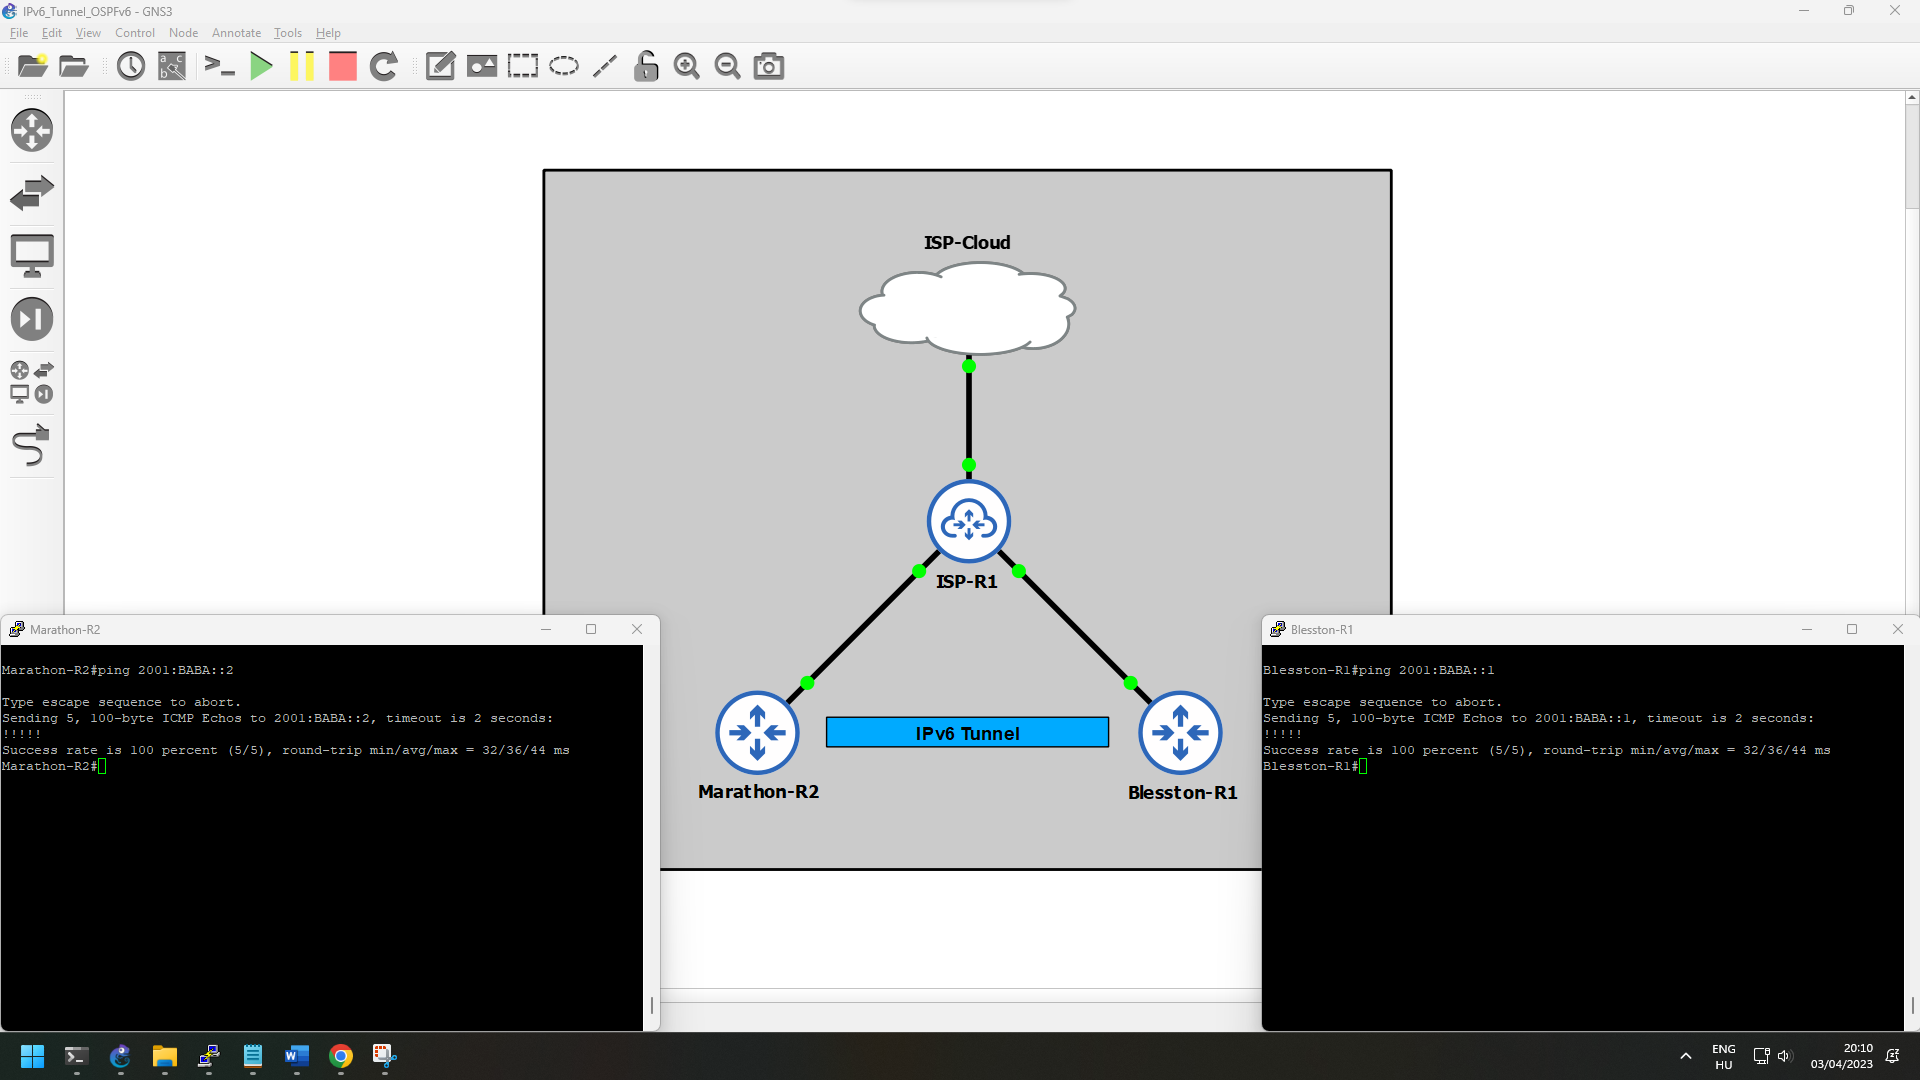 IPv6_Tunnel_OSPFv6 - GNS3
File Edit View Control Node Annotate Tools Help
ISP-Cloud
ISP-R1
IPv6 Tunnel
Marathon-R2
Blesston-R1
Marathon-R2
Marathon-R2#ping 2001:BABA::2
Type escape sequence to abort.
Sending 5, 100-byte ICMP Echos to 2001:BABA::2, timeout is 2 seconds:
!!!!!
Success rate is 100 percent (5/5), round-trip min/avg/max = 32/36/44 ms
Marathon-R2#
Blesston-R1
Blesston-R1#ping 2001:BABA::1
Type escape sequence to abort.
Sending 5, 100-byte ICMP Echos to 2001:BABA::1, timeout is 2 seconds:
!!!!!
Success rate is 100 percent (5/5), round-trip min/avg/max = 32/36/44 ms
Blesston-R1#
ENG
HU
20:10
03/04/2023